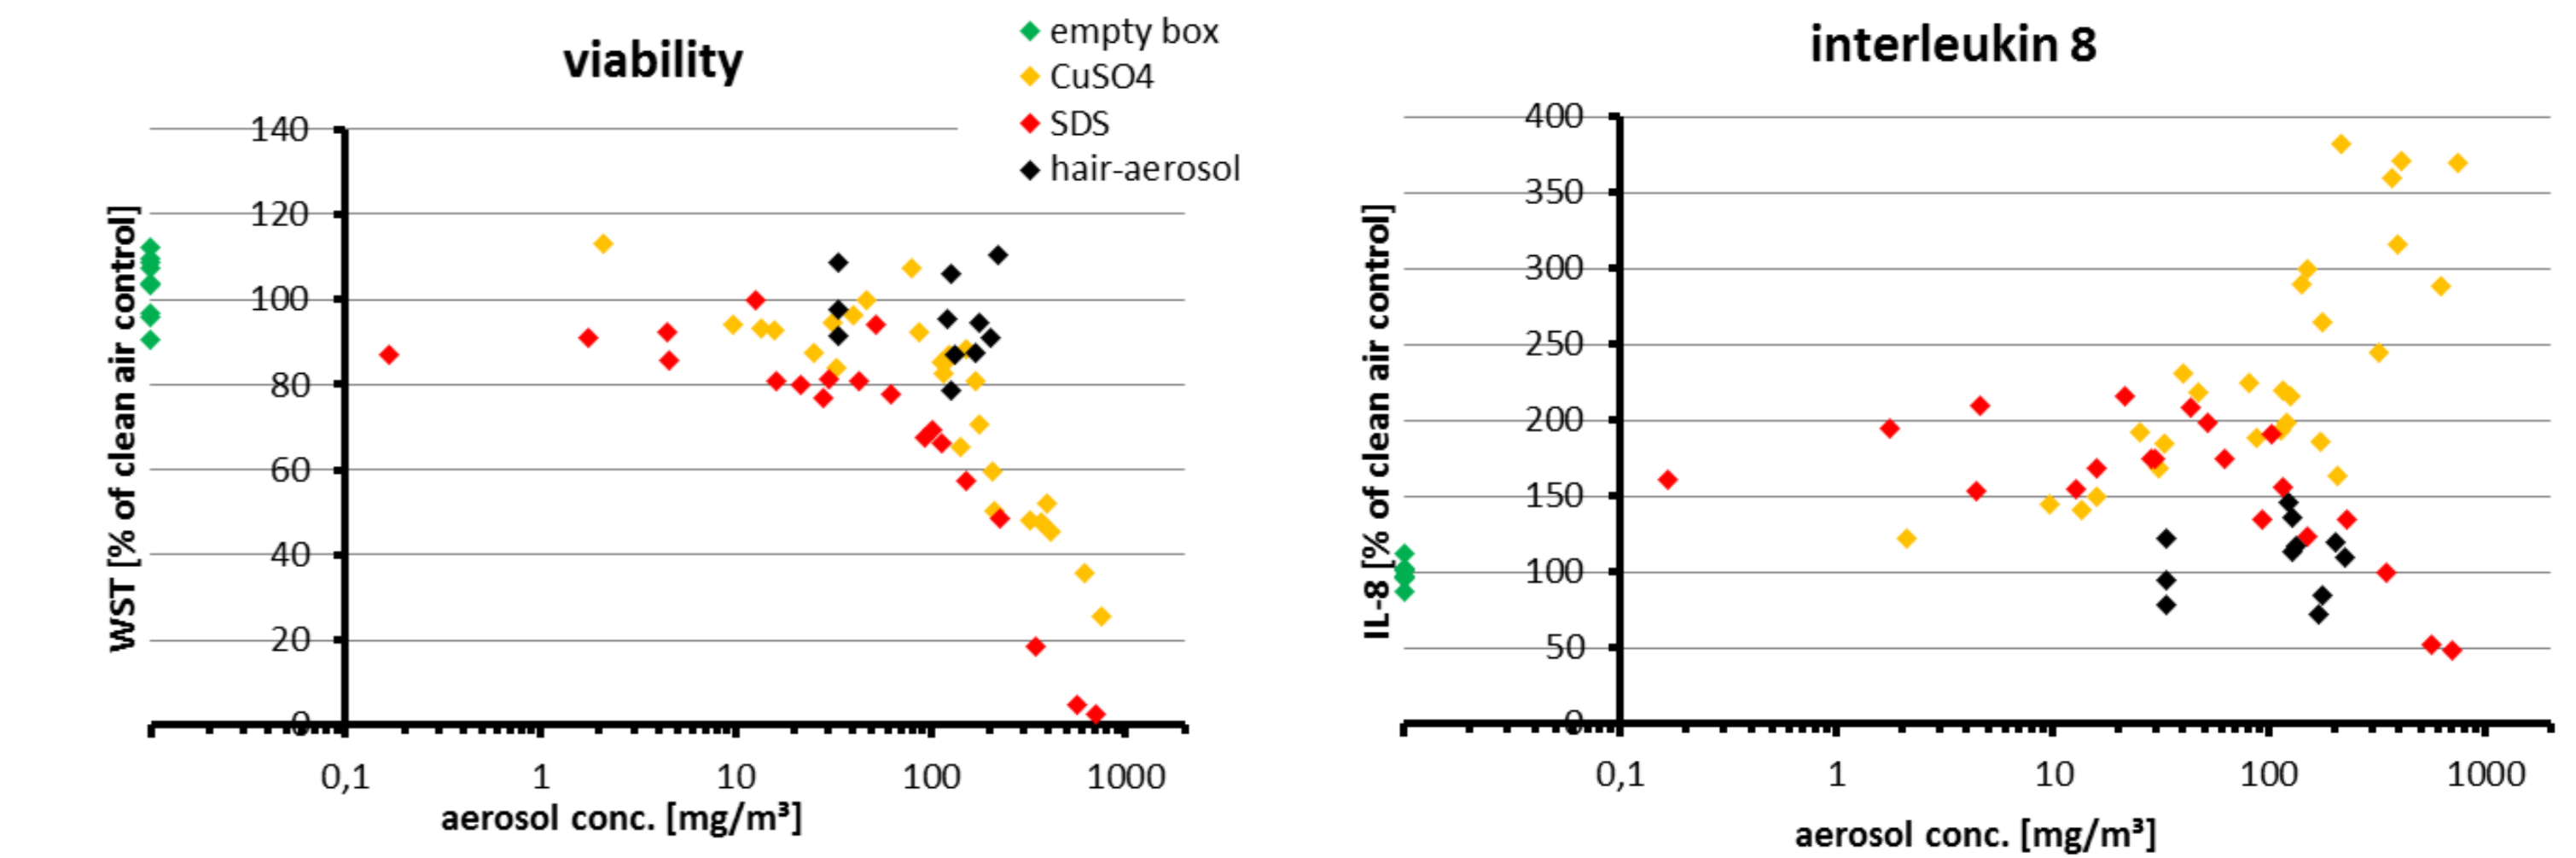 viability
empty box
CuSO4
SDS
hair-aerosol
WST [% of clean air control]
140
120
100
80
60
40
20
0
0,1 1 10 100 1000
aerosol conc. [mg/m³]
interleukin 8
IL-8 [% of clean air control]
400
350
300
250
200
150
100
50
0
0,1 1 10 100 1000
aerosol conc. [mg/m³]